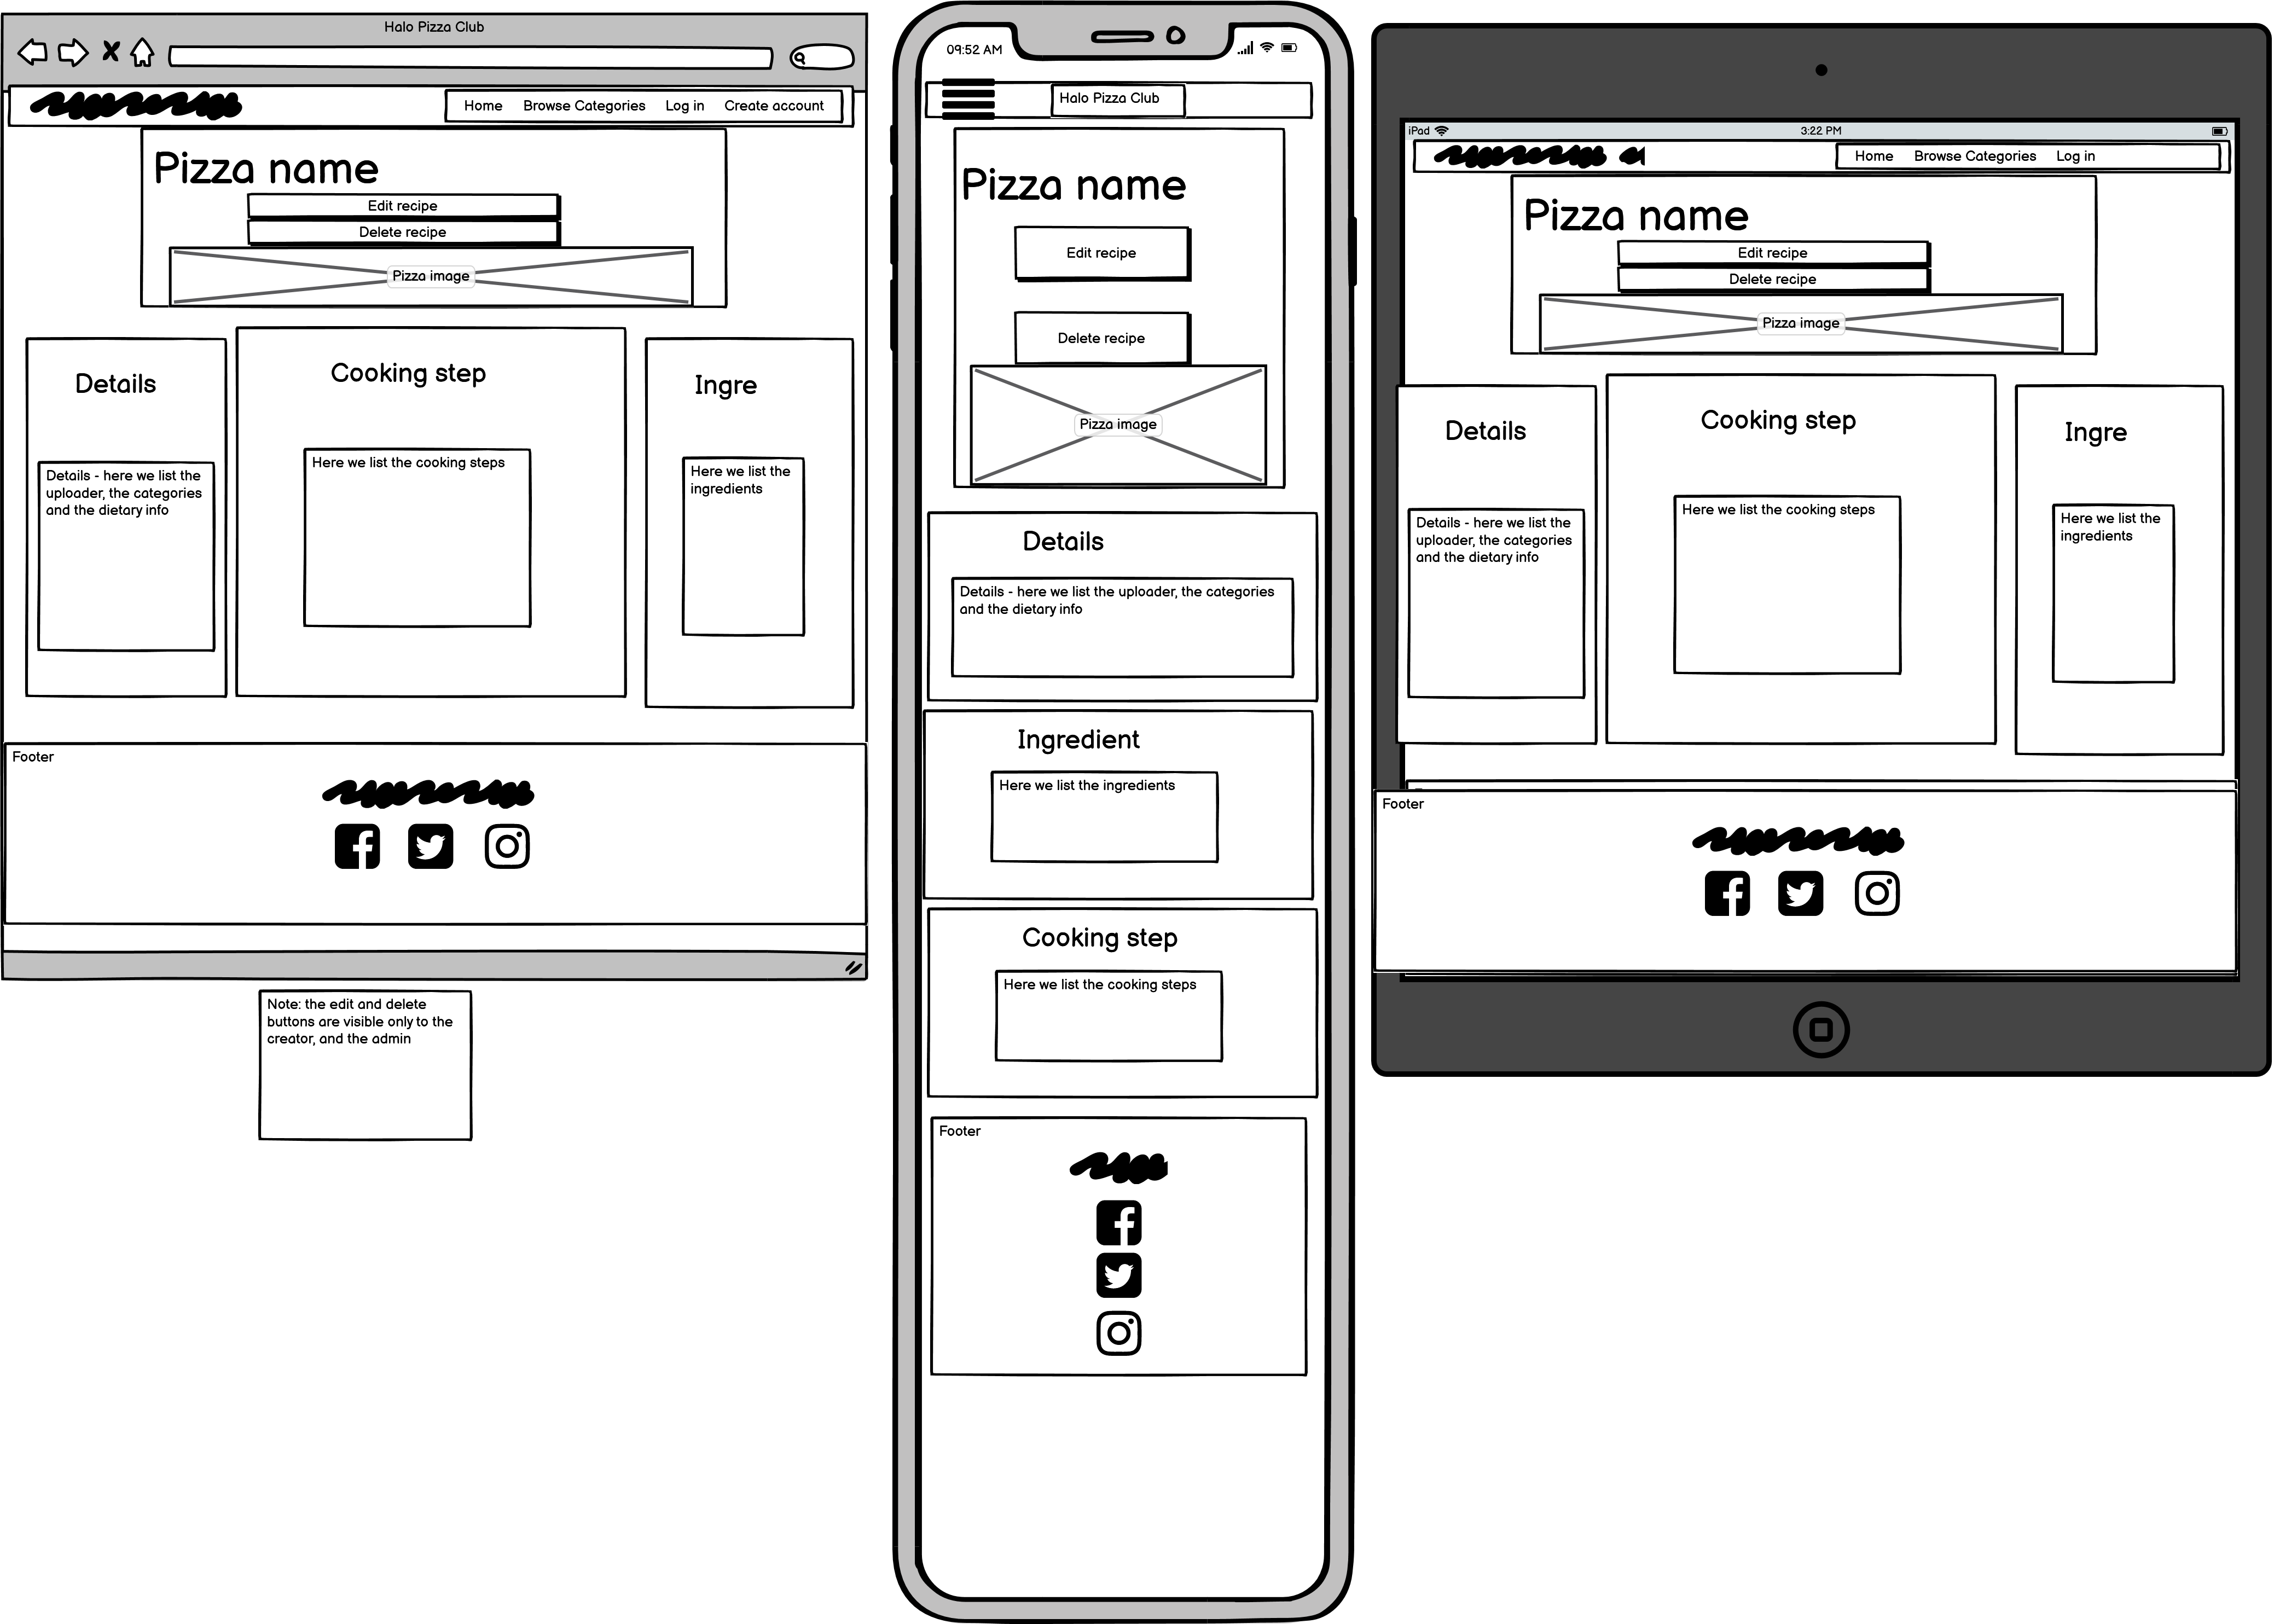 Halo Pizza Club
Home Browse Categories Log in Create account
Pizza name
Edit recipe
Delete recipe
Pizza image
Details
Details - here we list the
uploader, the categories
and the dietary info
Cooking step
Here we list the cooking steps
Ingre
Here we list the
ingredients
Footer
Note: the edit and delete
buttons are visible only to the
creator, and the admin
09:52 AM
Halo Pizza Club
Pizza name
Edit recipe
Delete recipe
Pizza image
Details
Details - here we list the uploader, the categories
and the dietary info
Ingredient
Here we list the ingredients
Cooking step
Here we list the cooking steps
Footer
iPad 3:22 PM
Home Browse Categories Log in
Pizza name
Edit recipe
Delete recipe
Pizza image
Details
Details - here we list the
uploader, the categories
and the dietary info
Cooking step
Here we list the cooking steps
Ingre
Here we list the
ingredients
Footer